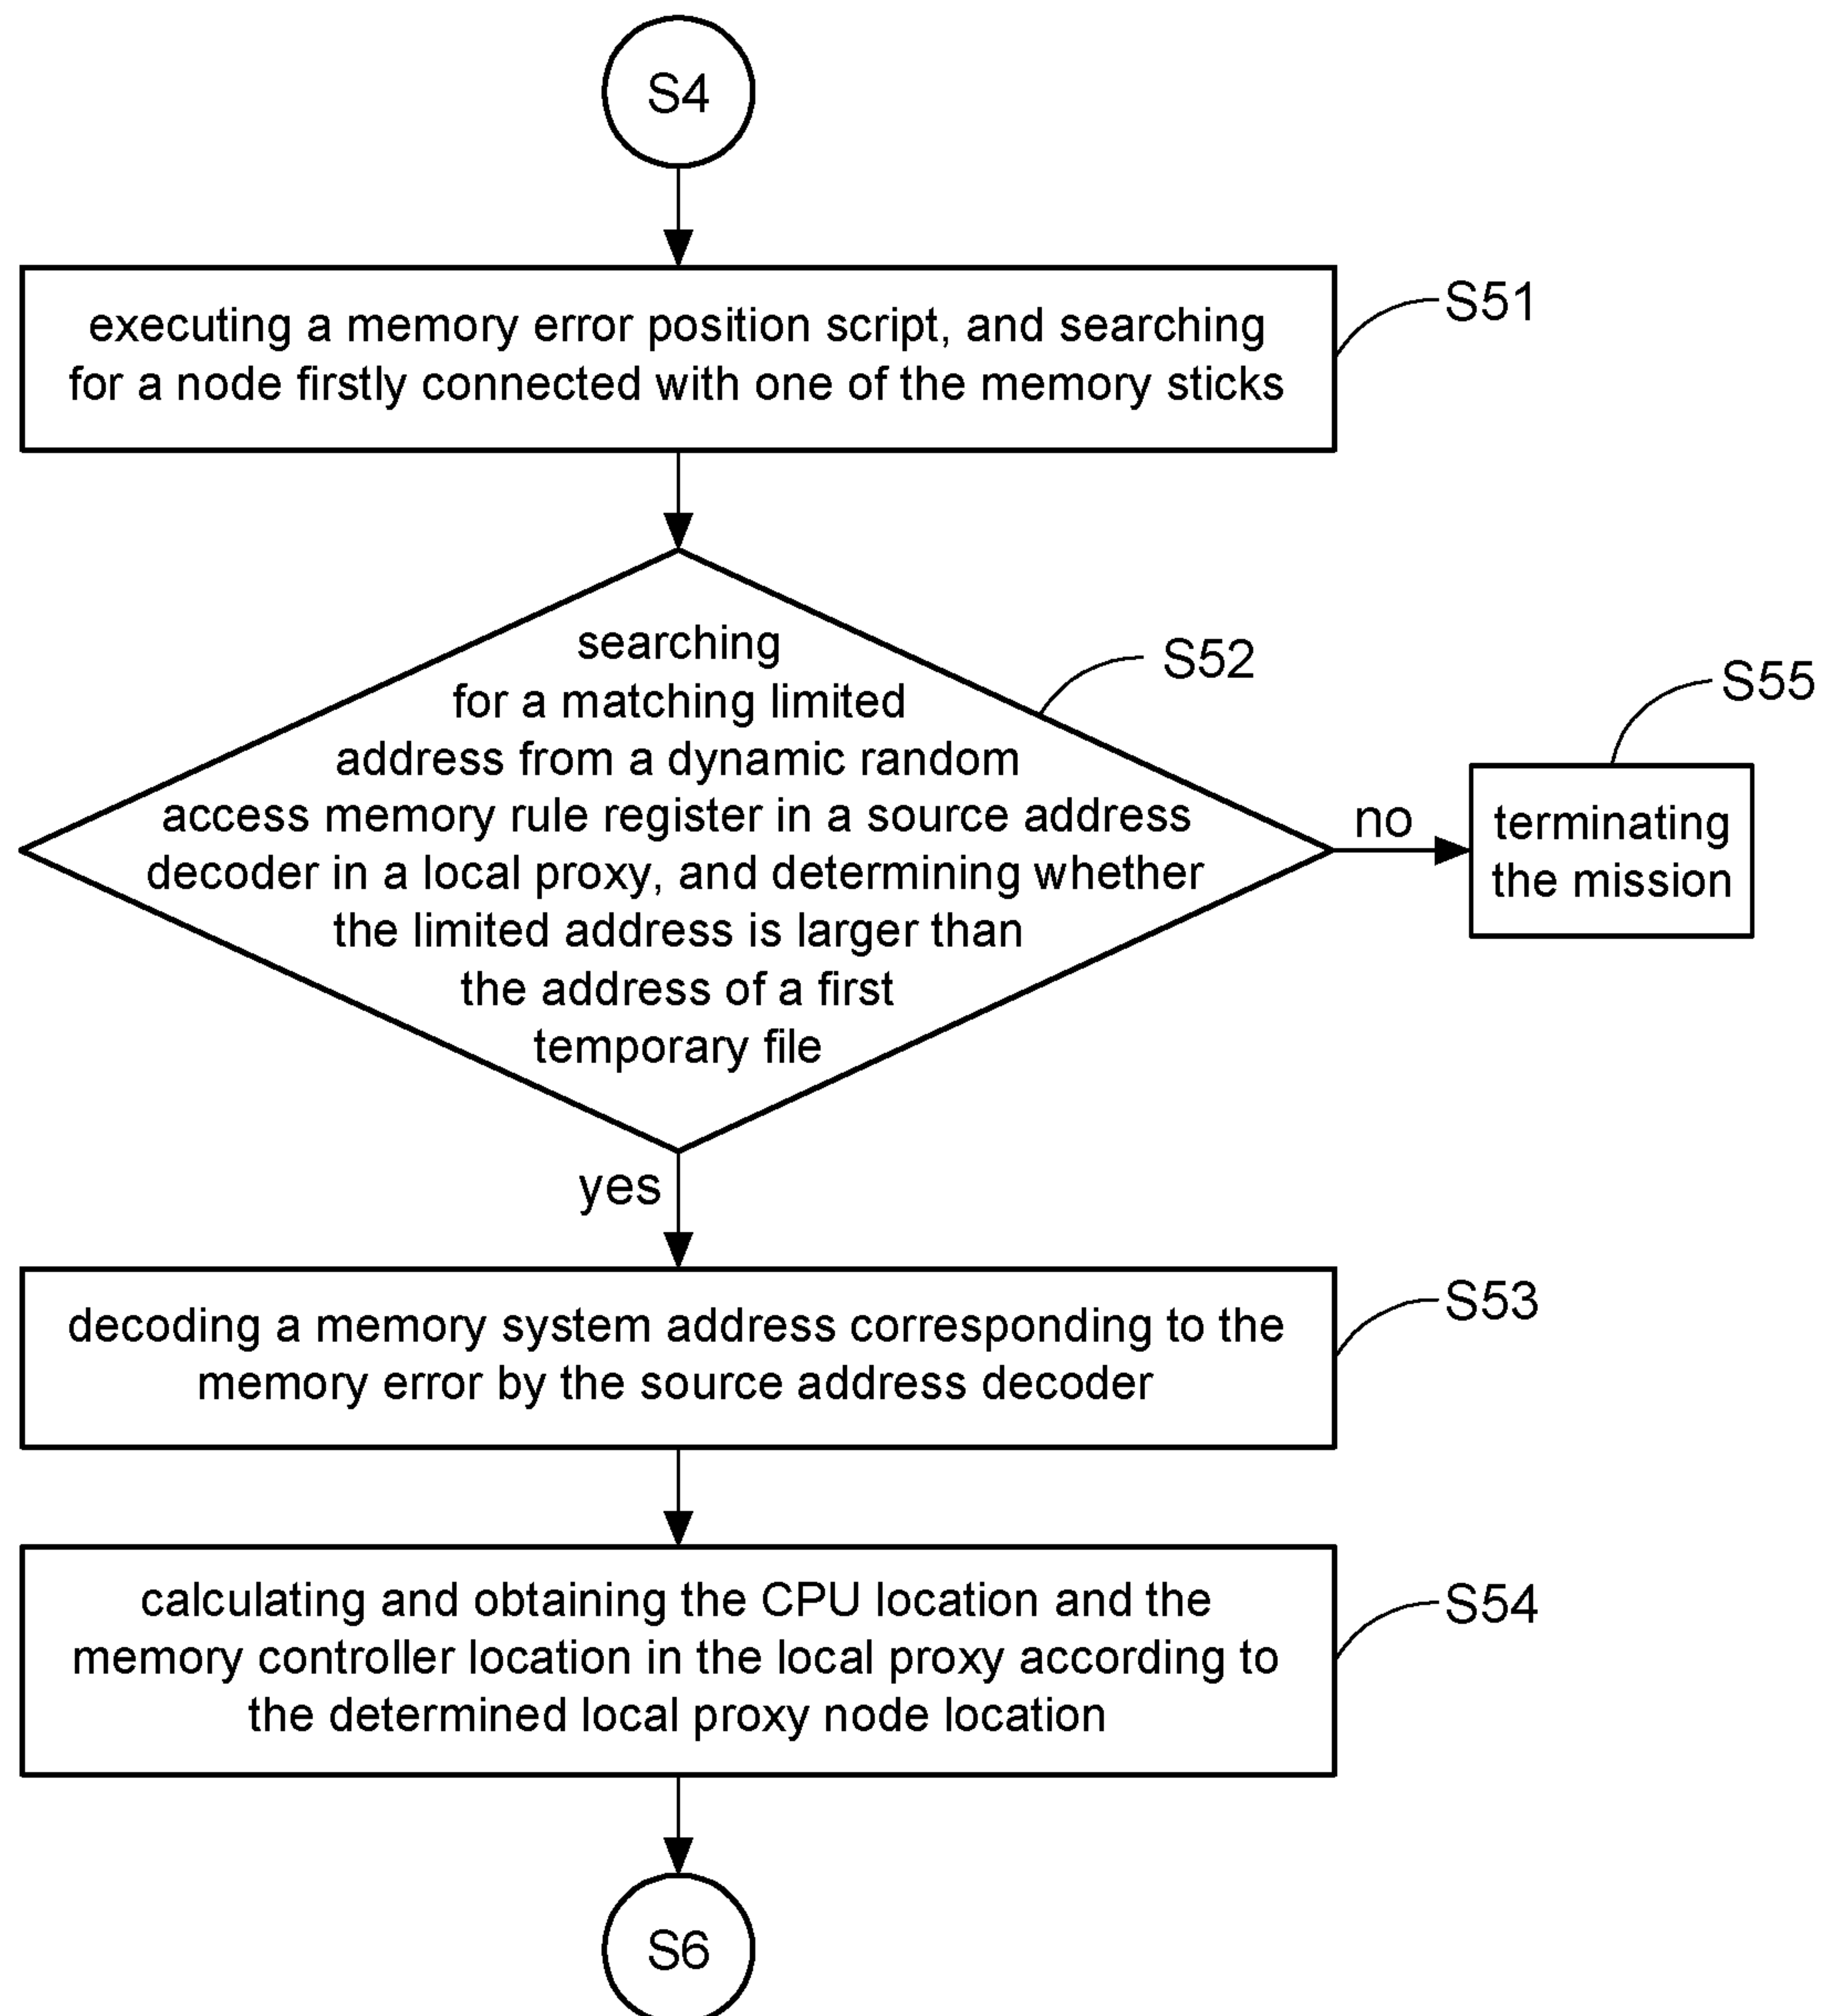 S4
executing a memory error position script, and searching
for a node firstly connected with one of the memory sticks
S51
searching
for a matching limited
address from a dynamic random
access memory rule register in a source address
decoder in a local proxy, and determining whether
the limited address is larger than
the address of a first
temporary file
S52
no
S55
terminating
the mission
yes
decoding a memory system address corresponding to the
memory error by the source address decoder
S53
calculating and obtaining the CPU location and the
memory controller location in the local proxy according to
the determined local proxy node location
S54
S6